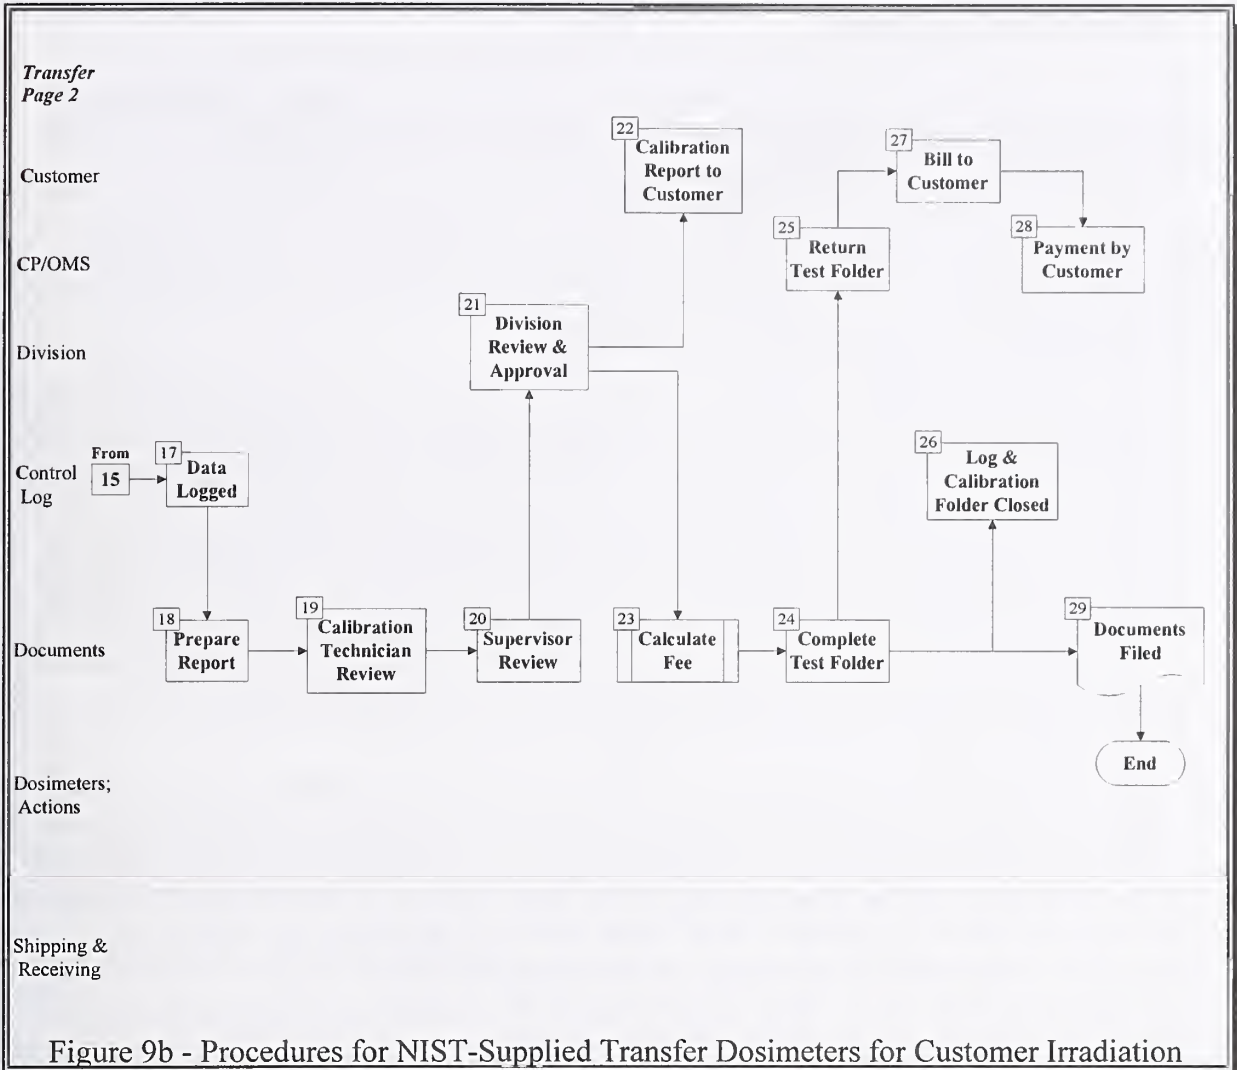 Transfer
Page 2
22
Calibration
Report to
Customer
27
Bill to
Customer
Customer
25
Return
Test Folder
28
Payment by
Customer
CP/OMS
21
Division
Review &
Approval
Division
From
15
17
Data
Logged
26
Log &
Calibration
Folder Closed
Control
Log
18
Prepare
Report
19
Calibration
Technician
Review
20
Supervisor
Review
23
Calculate
Fee
24
Complete
Test Folder
29
Documents
Filed
Documents
End
Dosimeters;
Actions
Shipping &
Receiving
Figure 9b - Procedures for NIST-Supplied Transfer Dosimeters for Customer Irradiation